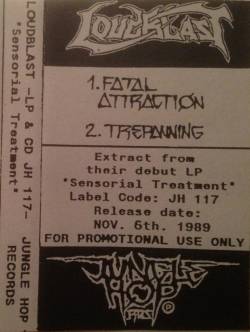 LOUDBLAST -LP & CD JH 117- JUNGLE HOP
"Sensorial Treatment" RECORDS
LOUDBLAST
1. FATAL
ATTRACTION
2. TREPANNING
Extract from
their debut LP
"Sensorial Treatment"
Label Code: JH 117
Release date:
NOV. 6th. 1989
FOR PROMOTIONAL USE ONLY
JUNGLE
HOP